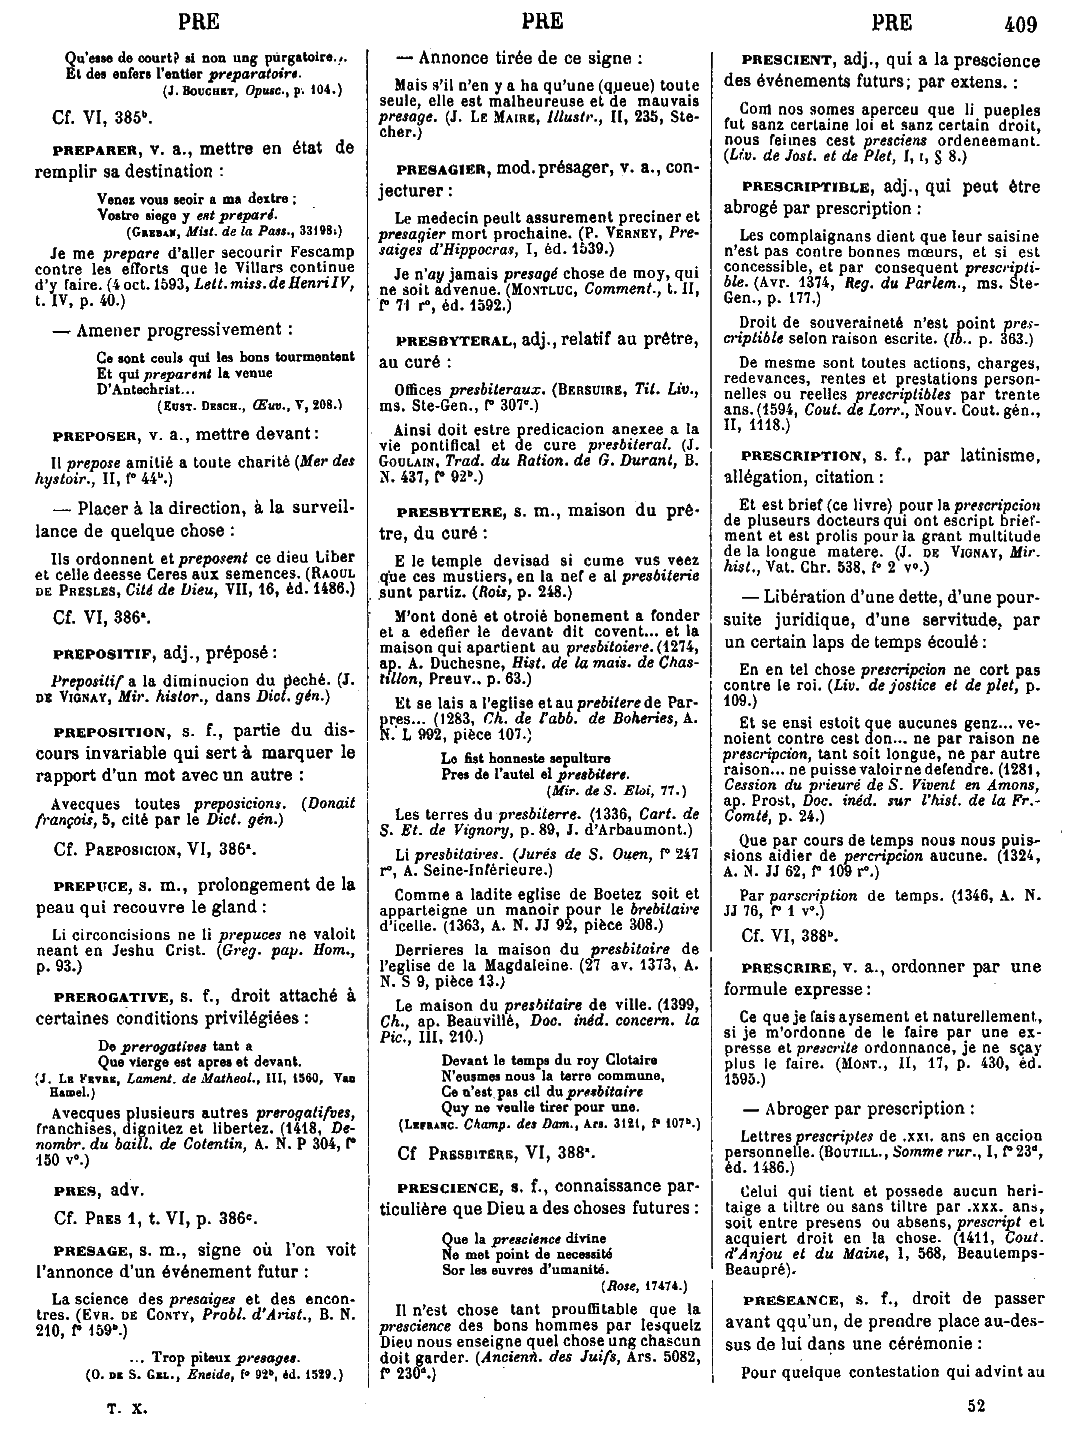 PRE
PRE
PRE
409
Qu'esse de court? si non ung purgatoire..
Et des enfers l'entier preparatoire.
(J. BOUCHET, Opusc., p. 104.)
Cf. VI, 385ᵇ.
PREPARER, v. a., mettre en état de
remplir sa destination :
Venez vous seoir a ma dextre ;
Vostre siege y est preparé.
(GREBAN, Mist. de la Pass., 33198.)
Je me prepare d'aller secourir Fescamp
contre les efforts que le Villars continue
d'y faire. (4 oct. 1593, Lett. miss. de Henri IV,
t. IV, p. 40.)
— Amener progressivement :
Ce sont ceuls qui les bons tourmentent
Et qui preparent la venue
D'Antechrist...
(EUST. DESCH., Œuv., V, 208.)
PREPOSER, v. a., mettre devant :
Il prepose amitié a toute charité (Mer des
hystoir., II, fº 44ᵇ.)
— Placer à la direction, à la surveil-
lance de quelque chose :
Ils ordonnent et preposent ce dieu Liber
et celle deesse Ceres aux semences. (RAOUL
DE PRESLES, Cité de Dieu, VII, 16, éd. 1486.)
Cf. VI, 386ᵃ.
PREPOSITIF, adj., préposé :
Prepositif a la diminucion du peché. (J.
DE VIGNAY, Mir. histor., dans Dict. gén.)
PREPOSITION, s. f., partie du dis-
cours invariable qui sert à marquer le
rapport d'un mot avec un autre :
Avecques toutes preposicions. (Donait
françois, 5, cité par le Dict. gén.)
Cf. PREPOSICION, VI, 386ᵃ.
PREPUCE, s. m., prolongement de la
peau qui recouvre le gland :
Li circoncisions ne li prepuces ne valoit
neant en Jeshu Crist. (Greg. pap. Hom.,
p. 93.)
PREROGATIVE, s. f., droit attaché à
certaines conditions privilégiées :
De prerogatives tant a
Que vierge est apres et devant.
(J. LE FEVRE, Lament. de Matheol., III, 1560, Van
Hamel.)
Avecques plusieurs autres prerogatifves,
franchises, dignitez et libertez. (1418, De-
nombr. du baill. de Cotentin, A. N. P 304, fº
150 vº.)
PRES, adv.
Cf. PRES 1, t. VI, p. 386ᶜ.
PRESAGE, s. m., signe où l'on voit
l'annonce d'un événement futur :
La science des presaiges et des encon-
tres. (EVR. DE CONTY, Probl. d'Arist., B. N.
210, fº 159ᵇ.)
... Trop piteux presages.
(O. DE S. GEL., Eneide, fº 92ᵇ, éd. 1529.)
T. X.
— Annonce tirée de ce signe :
Mais s'il n'en y a ha qu'une (queue) toute
seule, elle est malheureuse et de mauvais
presage. (J. LE MAIRE, Illustr., II, 235, Ste-
cher.)
PRESAGIER, mod. présager, v. a., con-
jecturer :
Le medecin peult assurement preciner et
presagier mort prochaine. (P. VERNEY, Pre-
saiges d'Hippocras, I, éd. 1539.)
Je n'ay jamais presagé chose de moy, qui
ne soit advenue. (MONTLUC, Comment., t. II,
fº 71 rº, éd. 1592.)
PRESBYTERAL, adj., relatif au prêtre,
au curé :
Offices presbiteraux. (BERSUIRE, Tit. Liv.,
ms. Ste-Gen., fº 307ᶜ.)
Ainsi doit estre predicacion anexee a la
vie pontifical et de cure presbiteral. (J.
GOULAIN, Trad. du Ration. de G. Durant, B.
N. 437, fº 92ᵇ.)
PRESBYTERE, s. m., maison du prê-
tre, du curé :
E le temple devisad si cume vus veez
que ces mustiers, en la nef e al presbiterie
sunt partiz. (Rois, p. 248.)
M'ont doné et otroié bonement a fonder
et a edefier le devant dit covent... et la
maison qui apartient au presbitoiere. (1274,
ap. A. Duchesne, Hist. de la mais. de Chas-
tillon, Preuv., p. 63.)
Et se lais a l'eglise et au prebitere de Par-
pres... (1283, Ch. de l'abb. de Boheries, A.
N. L 992, pièce 107.)
Lo fist honneste sepulture
Pres de l'autel el presbitere.
(Mir. de S. Eloi, 77.)
Les terres du presbiterre. (1336, Cart. de
S. Et. de Vignory, p. 89, J. d'Arbaumont.)
Li presbitaires. (Jurés de S. Ouen, fº 247
rº, A. Seine-Inférieure.)
Comme a ladite eglise de Boetez soit et
apparteigne un manoir pour le brebitaire
d'icelle. (1363, A. N. JJ 92, pièce 308.)
Derrieres la maison du presbitaire de
l'eglise de la Magdaleine. (27 av. 1373, A.
N. S 9, pièce 13.)
Le maison du presbitaire de ville. (1399,
Ch., ap. Beauvillé, Doc. inéd. concern. la
Pic., III, 210.)
Devant le temps du roy Clotaire
N'eusmes nous la terre commune,
Ce n'est pas cil du presbitaire
Quy ne veulle tirer pour une.
(LEFRANC, Champ. des Dam., Ars. 3121, fº 107ᵇ.)
Cf PRESBITERE, VI, 388ᵃ.
PRESCIENCE, s. f., connaissance par-
ticulière que Dieu a des choses futures :
Que la prescience divine
Ne met point de necessité
Sor les euvres d'umanité.
(Rose, 17474.)
Il n'est chose tant prouffitable que la
prescience des bons hommes par lesquelz
Dieu nous enseigne quel chose ung chascun
doit garder. (Ancienn. des Juifs, Ars. 5082,
fº 230ᵈ.)
PRESCIENT, adj., qui a la prescience
des événements futurs ; par extens. :
Com nos somes aperceu que li pueples
fut sanz certaine loi et sanz certain droit,
nous feimes cest presciens ordeneemant.
(Liv. de Jost. et de Plet, I, I, § 8.)
PRESCRIPTIBLE, adj., qui peut être
abrogé par prescription :
Les complaignans dient que leur saisine
n'est pas contre bonnes mœurs, et si est
concessible, et par consequent prescripti-
ble. (Avr. 1374, Reg. du Parlem., ms. Ste-
Gen., p. 177.)
Droit de souveraineté n'est point pres-
criptible selon raison escrite. (Ib.. p. 363.)
De mesme sont toutes actions, charges,
redevances, rentes et prestations person-
nelles ou reelles prescriptibles par trente
ans. (1594, Cout. de Lorr., Nouv. Cout. gén.,
II, 1118.)
PRESCRIPTION, s. f., par latinisme,
allégation, citation :
Et est brief (ce livre) pour la prescripcion
de pluseurs docteurs qui ont escript brief-
ment et est prolis pour la grant multitude
de la longue matere. (J. DE VIGNAY, Mir.
hist., Vat. Chr. 538, fº 2 vº.)
— Libération d'une dette, d'une pour-
suite juridique, d'une servitude, par
un certain laps de temps écoulé :
En en tel chose prescripcion ne cort pas
contre le roi. (Liv. de jostice et de plet, p.
109.)
Et se ensi estoit que aucunes genz... ve-
noient contre cest don... ne par raison ne
prescripcion, tant soit longue, ne par autre
raison... ne puisse valoir ne defendre. (1281,
Cession du prieuré de S. Vivent en Amons,
ap. Prost, Doc. inéd. sur l'hist. de la Fr.-
Comté, p. 24.)
Que par cours de temps nous nous puis-
sions aidier de percripcion aucune. (1324,
A. N. JJ 62, fº 109 rº.)
Par parscription de temps. (1346, A. N.
JJ 76, fº 1 vº.)
Cf. VI, 388ᵇ.
PRESCRIRE, v. a., ordonner par une
formule expresse :
Ce que je fais aysement et naturellement,
si je m'ordonne de le faire par une ex-
presse et prescrite ordonnance, je ne sçay
plus le faire. (MONT., II, 17, p. 430, éd.
1595.)
— Abroger par prescription :
Lettres prescriptes de .xxi. ans en accion
personnelle. (BOUTILL., Somme rur., I, fº 23ᵈ,
éd. 1486.)
Celui qui tient et possede aucun heri-
taige a tiltre ou sans tiltre par .xxx. ans,
soit entre presens ou absens, prescript et
acquiert droit en la chose. (1411, Cout.
d'Anjou et du Maine, I, 568, Beautemps-
Beaupré).
PRESEANCE, s. f., droit de passer
avant qqu'un, de prendre place au-des-
sus de lui dans une cérémonie :
Pour quelque contestation qui advint au
52